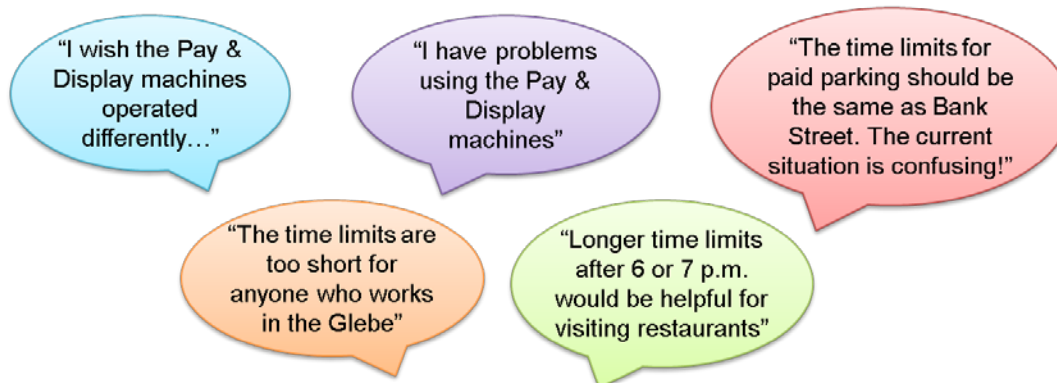 “I wish the Pay &
Display machines
operated
differently…”
“I have problems
using the Pay &
Display
machines”
“The time limits for
paid parking should be
the same as Bank
Street. The current
situation is confusing!”
“The time limits are
too short for
anyone who works
in the Glebe”
“Longer time limits
after 6 or 7 p.m.
would be helpful for
visiting restaurants”